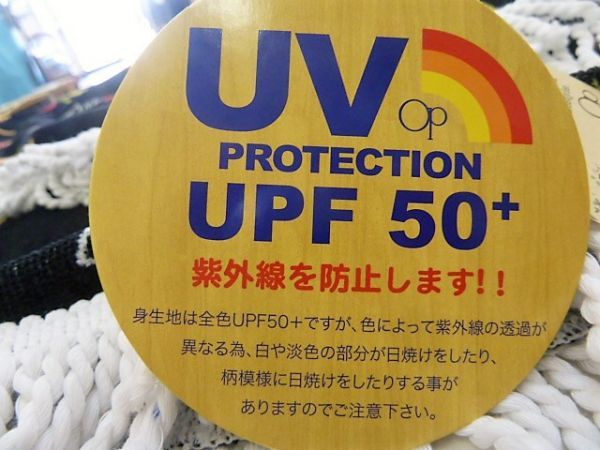 UV
Op
PROTECTION
UPF 50+
紫外線を防止します!!
身生地は全色UPF50+ですが、色によって紫外線の透過が
異なる為、白や淡色の部分が日焼けをしたり、
柄模様に日焼けをしたりする事が
ありますのでご注意下さい。